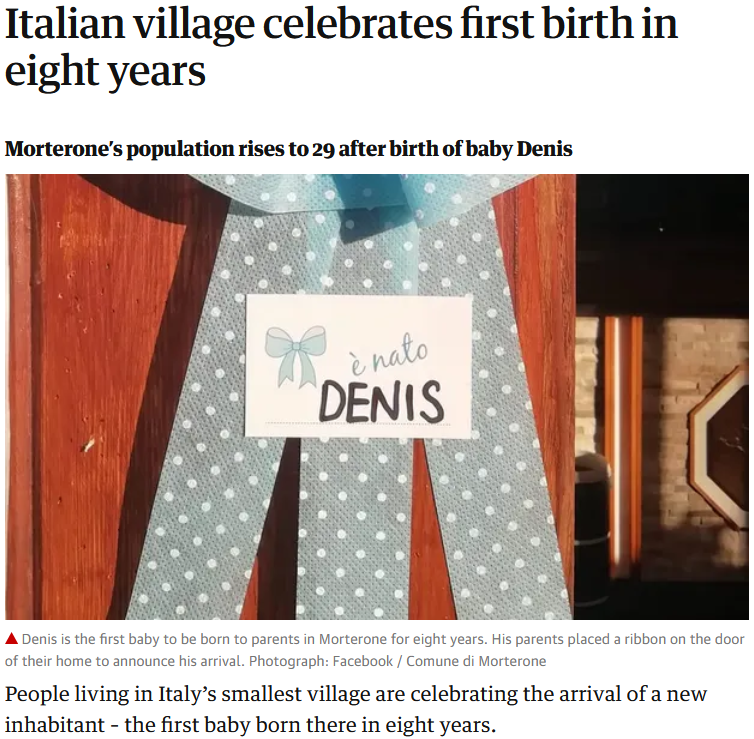 Italian village celebrates first birth in
eight years
Morterone's population rises to 29 after birth of baby Denis
è nato
DENIS
Denis is the first baby to be born to parents in Morterone for eight years. His parents placed a ribbon on the door
of their home to announce his arrival. Photograph: Facebook / Comune di Morterone
People living in Italy's smallest village are celebrating the arrival of a new
inhabitant - the first baby born there in eight years.